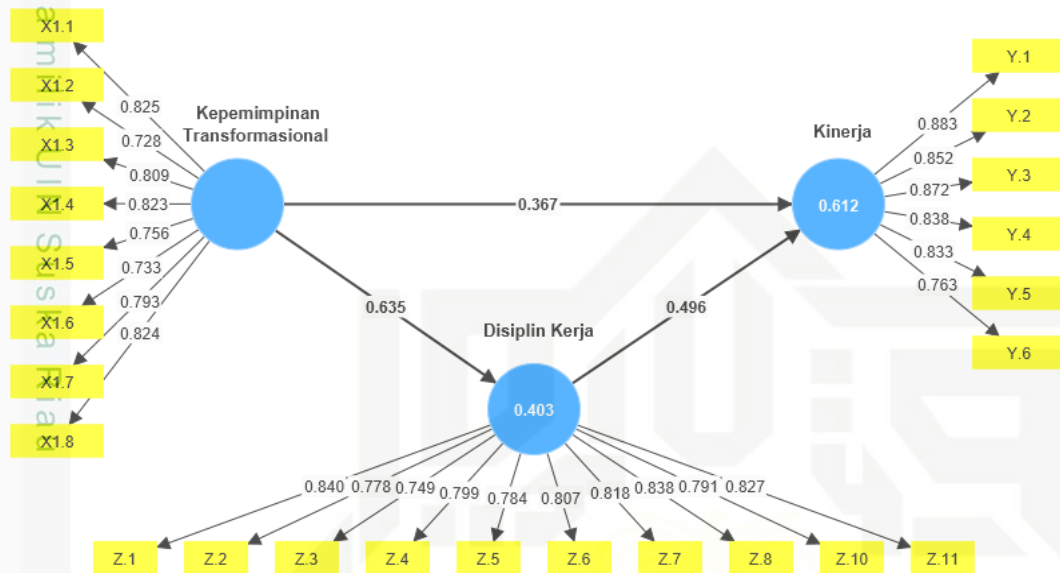 amilik UIN Suska Riau
X1.1
X1.2
X1.3
X1.4
X1.5
X1.6
X1.7
X1.8
0.825
0.728
0.809
0.823
0.756
0.733
0.793
0.824
Kepemimpinan
Transformasional
0.367
0.635
0.496
Kinerja
0.612
0.883
0.852
0.872
0.838
0.833
0.763
Y.1
Y.2
Y.3
Y.4
Y.5
Y.6
Disiplin Kerja
0.403
0.840
0.778
0.749
0.799
0.784
0.807
0.818
0.838
0.791
0.827
Z.1
Z.2
Z.3
Z.4
Z.5
Z.6
Z.7
Z.8
Z.10
Z.11